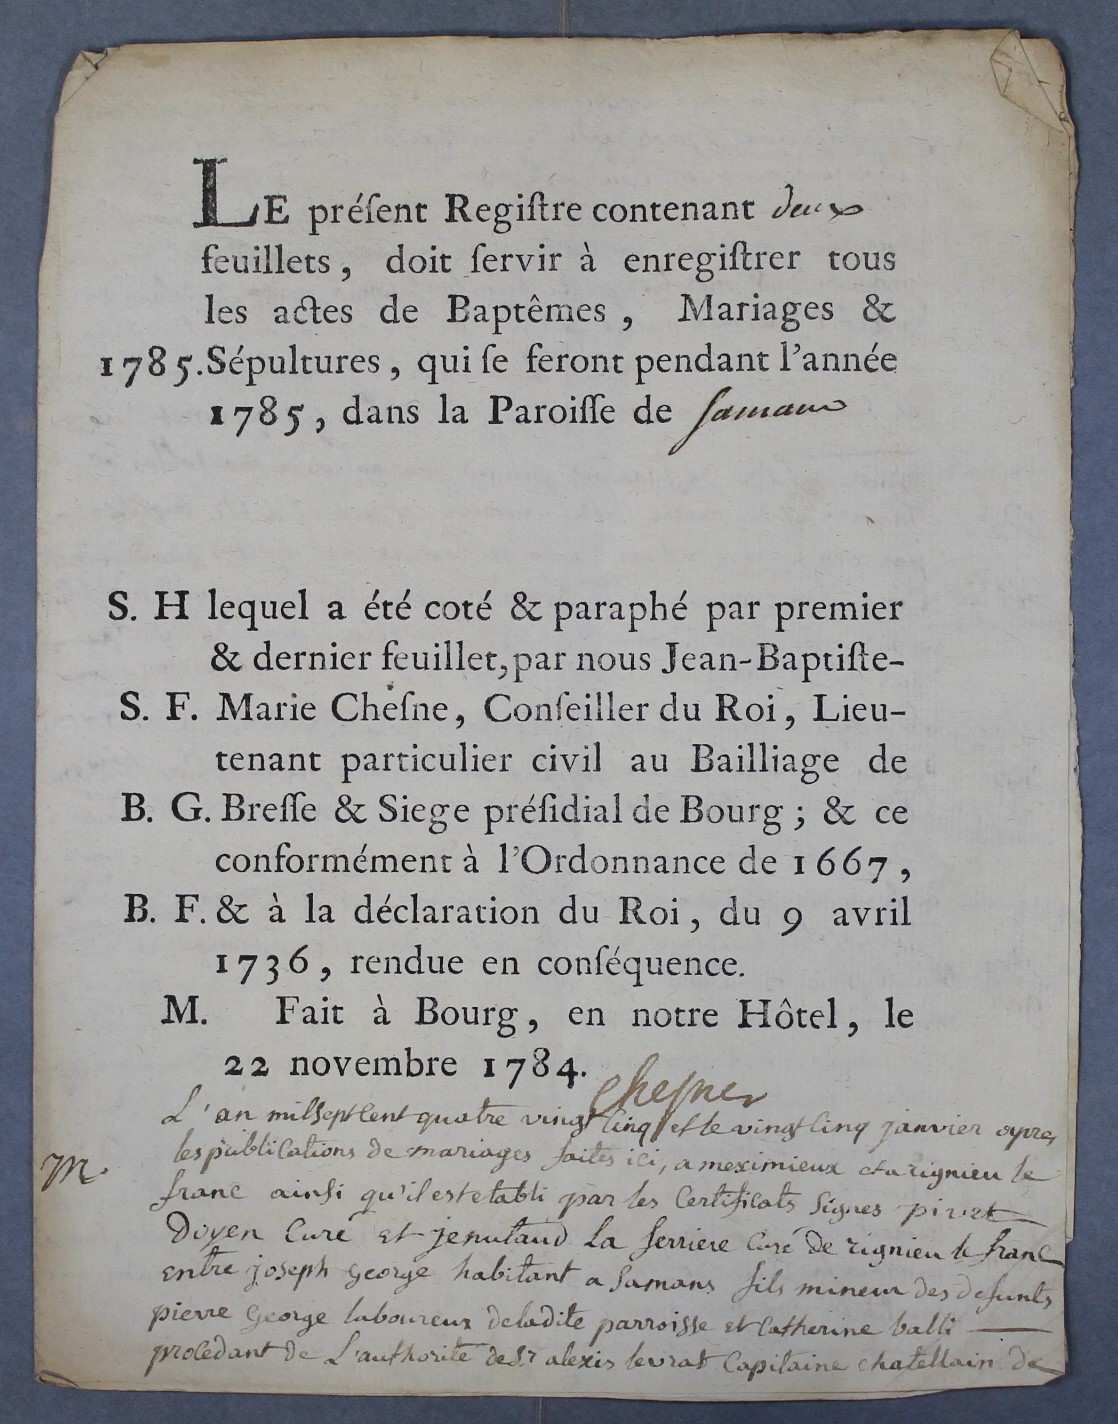 LE préſent Regiſtre contenant deux
feuillets, doit ſervir à enregiſtrer tous
les actes de Baptêmes, Mariages &
1785. Sépultures, qui ſe feront pendant l'année
1785, dans la Paroiſſe de Samans
S. H lequel a été coté & paraphé par premier
& dernier feuillet, par nous Jean-Baptiſte-
S. F. Marie Cheſne, Conſeiller du Roi, Lieu-
tenant particulier civil au Bailliage de
B. G. Breſſe & Siege préſidial de Bourg ; & ce
conformément à l'Ordonnance de 1667,
B. F. & à la déclaration du Roi, du 9 avril
1736, rendue en conſéquence.
M. Fait à Bourg, en notre Hôtel, le
22 novembre 1784.
Chesne
L'an mil sept cent quatre vingt cinq et le vingt cinq janvier apres
les publications de mariages faites ici, a meximieux et a rignieu le
M.
franc ainsi qu'il est etabli par les certificats signes
Doyen curé et jenutaud la serriere curé de rignieu le franc
entre joseph george habitant a samans fils mineur des defunts
pierre george laboureux de ladite parroisse et catherine balli
procedant de L'authorite de Sr alexis levrat capitaine chatellain de